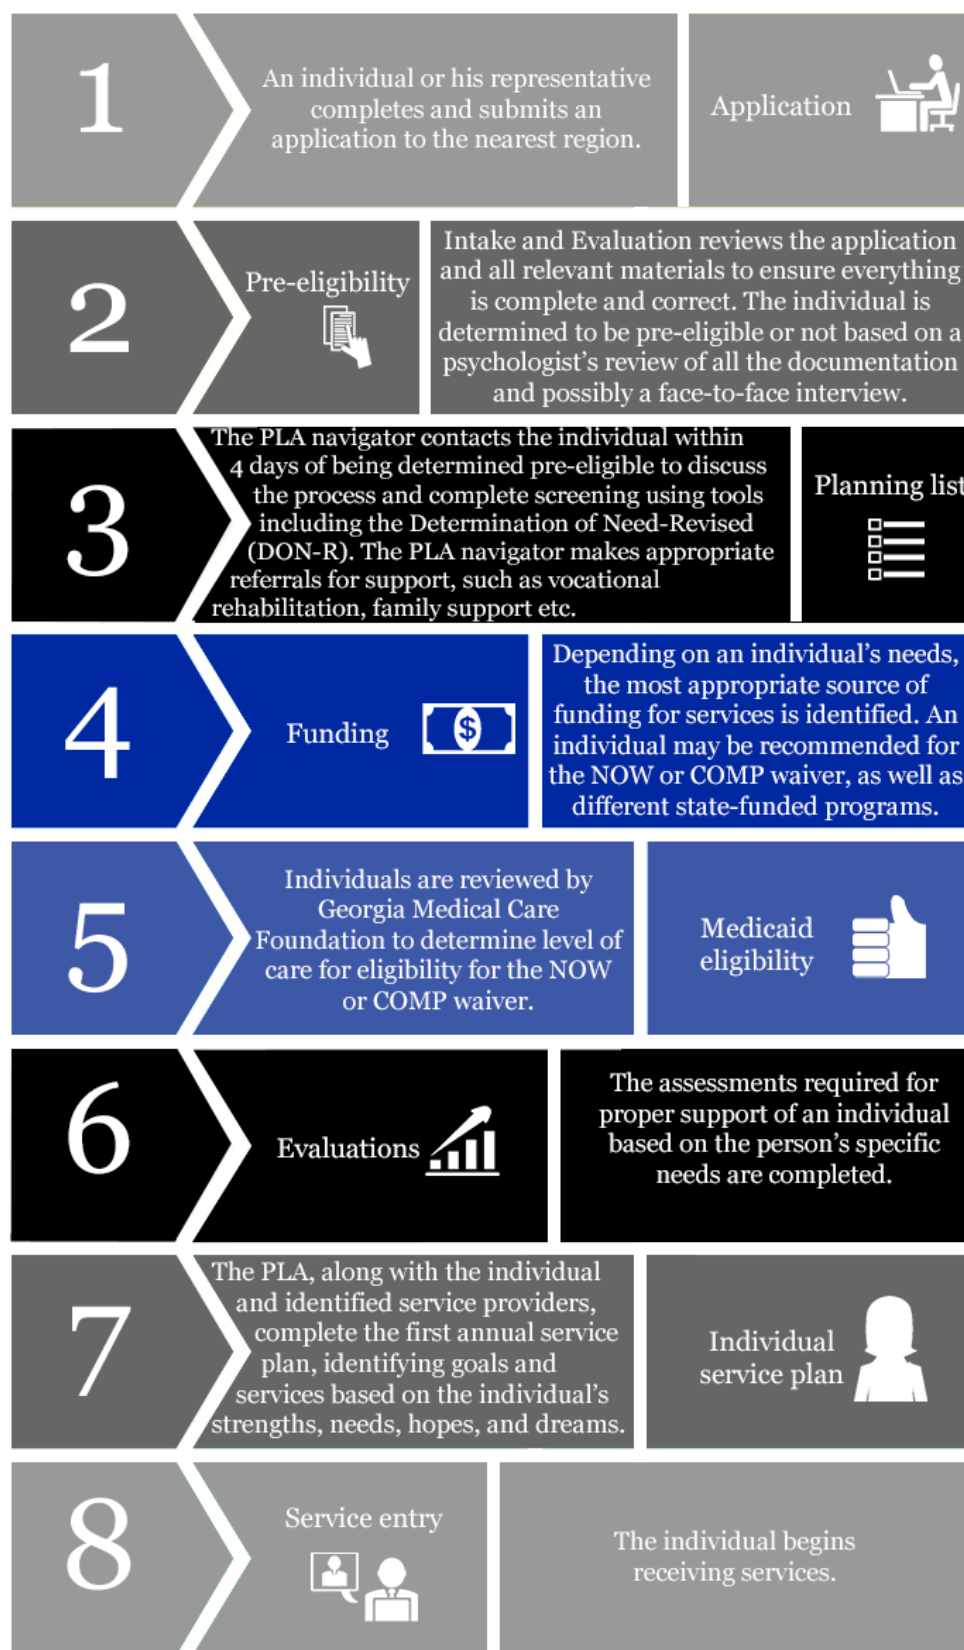 1
An individual or his representative
completes and submits an
application to the nearest region.
Application
2
Pre-eligibility
Intake and Evaluation reviews the application
and all relevant materials to ensure everything
is complete and correct. The individual is
determined to be pre-eligible or not based on a
psychologist's review of all the documentation
and possibly a face-to-face interview.
3
The PLA navigator contacts the individual within
4 days of being determined pre-eligible to discuss
the process and complete screening using tools
including the Determination of Need-Revised
(DON-R). The PLA navigator makes appropriate
referrals for support, such as vocational
rehabilitation, family support etc.
Planning list
4
Funding
$
Depending on an individual's needs,
the most appropriate source of
funding for services is identified. An
individual may be recommended for
the NOW or COMP waiver, as well as
different state-funded programs.
5
Individuals are reviewed by
Georgia Medical Care
Foundation to determine level of
care for eligibility for the NOW
or COMP waiver.
Medicaid
eligibility
6
Evaluations
The assessments required for
proper support of an individual
based on the person's specific
needs are completed.
7
The PLA, along with the individual
and identified service providers,
complete the first annual service
plan, identifying goals and
services based on the individual's
strengths, needs, hopes, and dreams.
Individual
service plan
8
Service entry
The individual begins
receiving services.